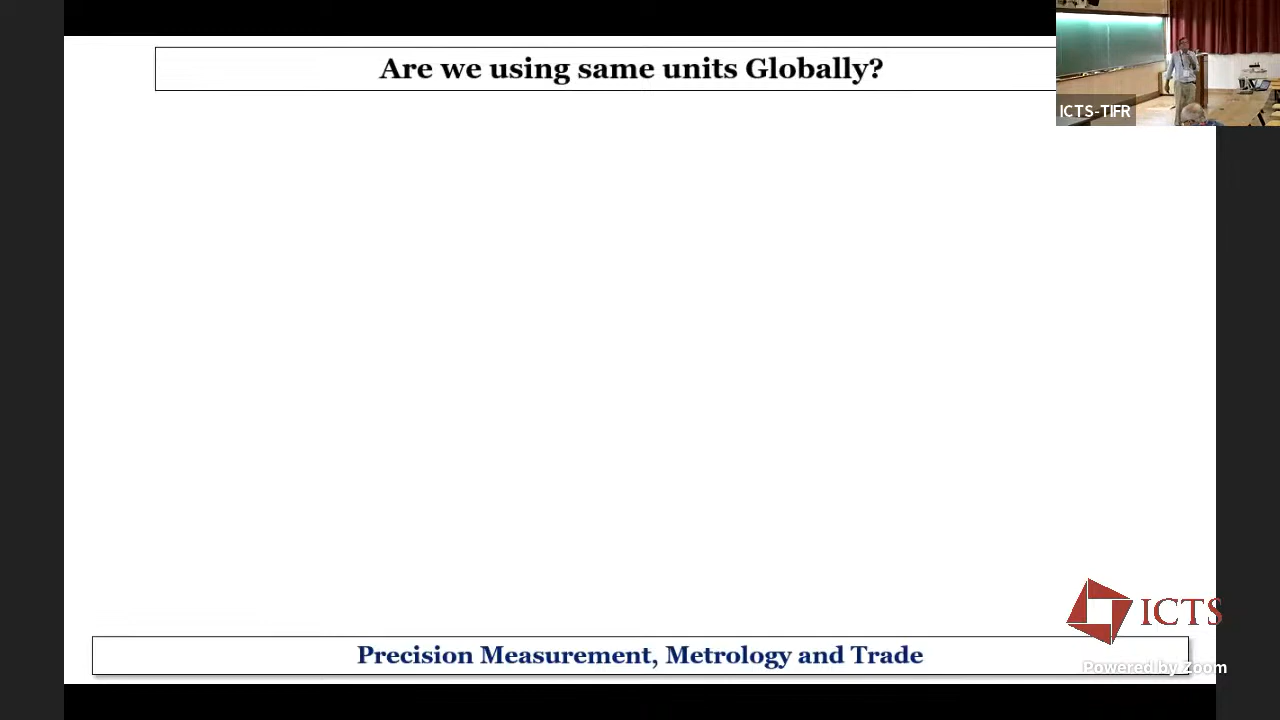 Are we using same units Globally?
ICTS-TIFR
ICTS
Precision Measurement, Metrology and Trade
Powered by Zoom